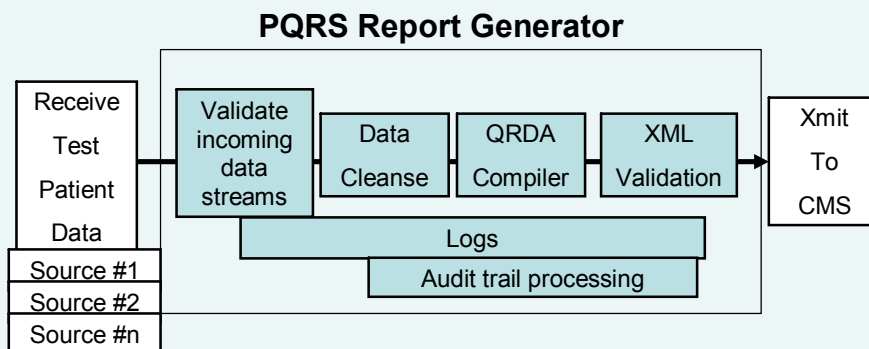 PQRS Report Generator
Receive
Test
Patient
Data
Source #1
Source #2
Source #n
Validate
incoming
data
streams
Data
Cleanse
QRDA
Compiler
XML
Validation
Logs
Audit trail processing
Xmit
To
CMS